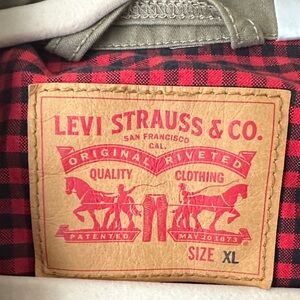 LEVI STRAUSS & CO.
SAN FRANCISCO
CAL.
ORIGINAL RIVETED
QUALITY CLOTHING
PATENTED MAY 20 1873
SIZE XL